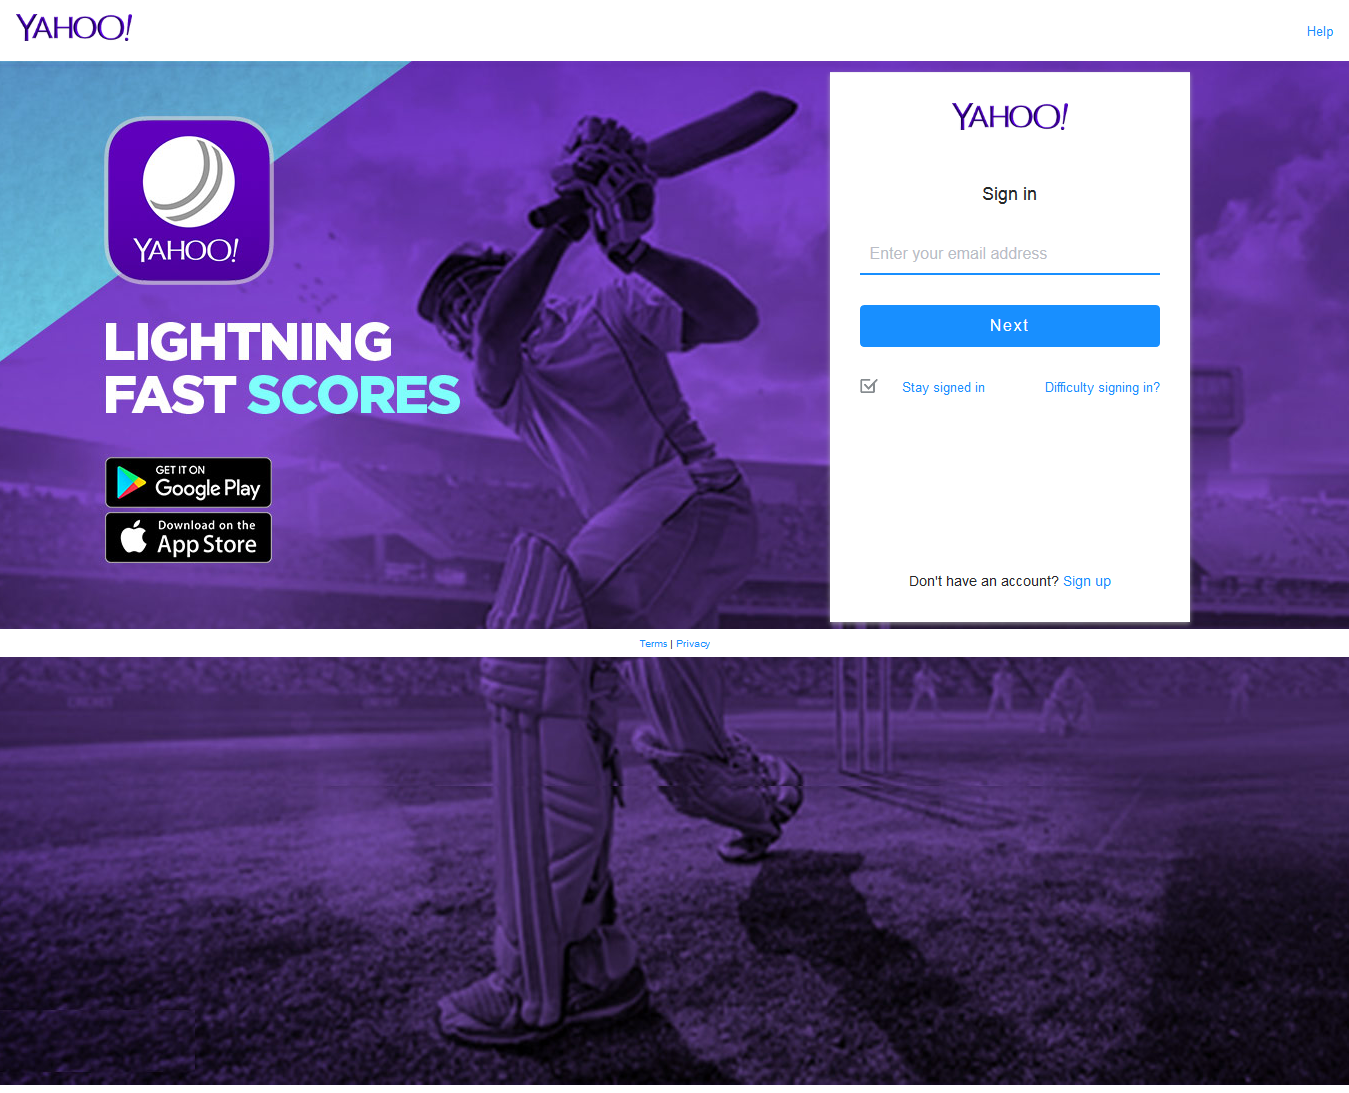 YAHOO!
Help
YAHOO!
LIGHTNING
FAST SCORES
GET IT ON
Google Play
Download on the
App Store
YAHOO!
Sign in
Enter your email address
Next
Stay signed in
Difficulty signing in?
Don't have an account? Sign up
Terms | Privacy